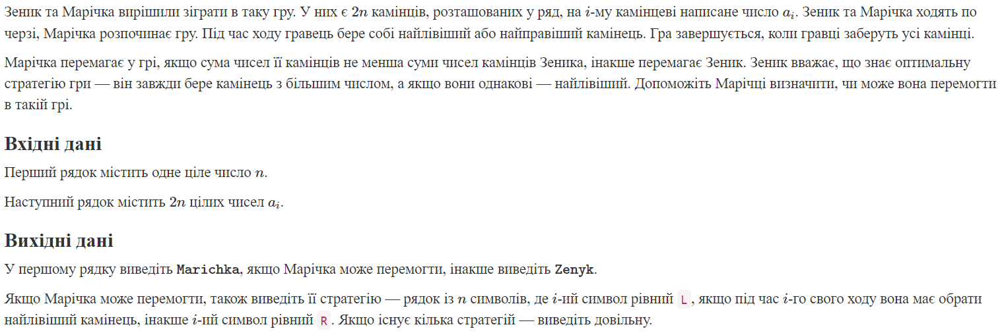 Зеник та Марічка вирішили зіграти в таку гру. У них є 2n камінців, розташованих у ряд, на i-му камінцеві написане число aᵢ. Зеник та Марічка ходять по
черзі, Марічка розпочинає гру. Під час ходу гравець бере собі найлівіший або найправіший камінець. Гра завершується, коли гравці заберуть усі камінці.
Марічка перемагає у грі, якщо сума чисел її камінців не менша суми чисел камінців Зеника, інакше перемагає Зеник. Зеник вважає, що знає оптимальну
стратегію гри — він завжди бере камінець з більшим числом, а якщо вони однакові — найлівіший. Допоможіть Марічці визначити, чи може вона перемогти
в такій грі.
Вхідні дані
Перший рядок містить одне ціле число n.
Наступний рядок містить 2n цілих чисел aᵢ.
Вихідні дані
У першому рядку виведіть Marichka, якщо Марічка може перемогти, інакше виведіть Zenyk.
Якщо Марічка може перемогти, також виведіть її стратегію — рядок із n символів, де i-ий символ рівний L, якщо під час i-го свого ходу вона має обрати
найлівіший камінець, інакше i-ий символ рівний R. Якщо існує кілька стратегій — виведіть довільну.